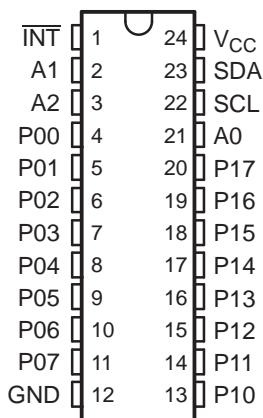 INT 1 24 VCC
A1 2 23 SDA
A2 3 22 SCL
P00 4 21 A0
P01 5 20 P17
P02 6 19 P16
P03 7 18 P15
P04 8 17 P14
P05 9 16 P13
P06 10 15 P12
P07 11 14 P11
GND 12 13 P10